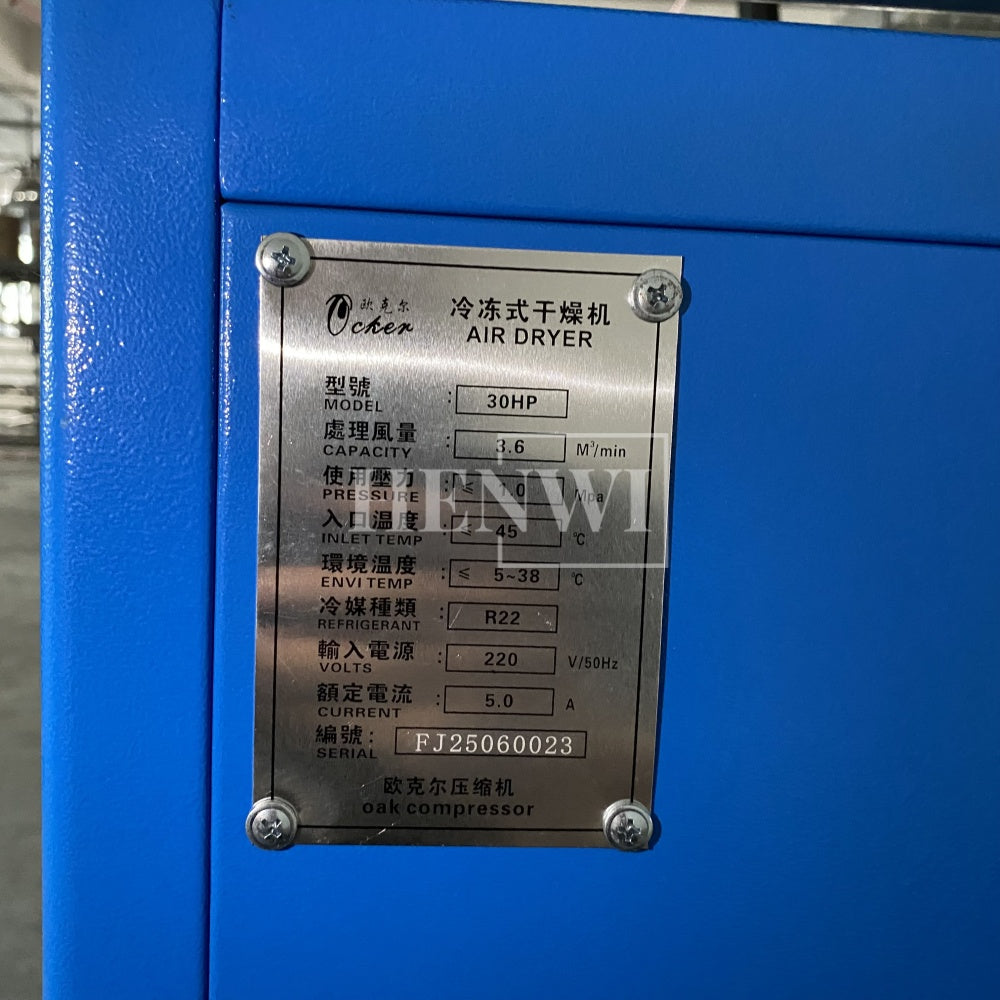 欧克尔
Ocker
冷冻式干燥机
AIR DRYER
型號 : 30HP
MODEL
處理風量 : 3.6 M³/min
CAPACITY
使用壓力 : ≤ 1.0 Mpa
PRESSURE
入口温度 : ≤ 45 ℃
INLET TEMP
環境温度 : ≤ 5~38 ℃
ENVI TEMP
冷媒種類 : R22
REFRIGERANT
輸入電源 : 220 V/50Hz
VOLTS
額定電流 : 5.0 A
CURRENT
編號: FJ25060023
SERIAL
欧克尔压缩机
oak compressor
HENWI